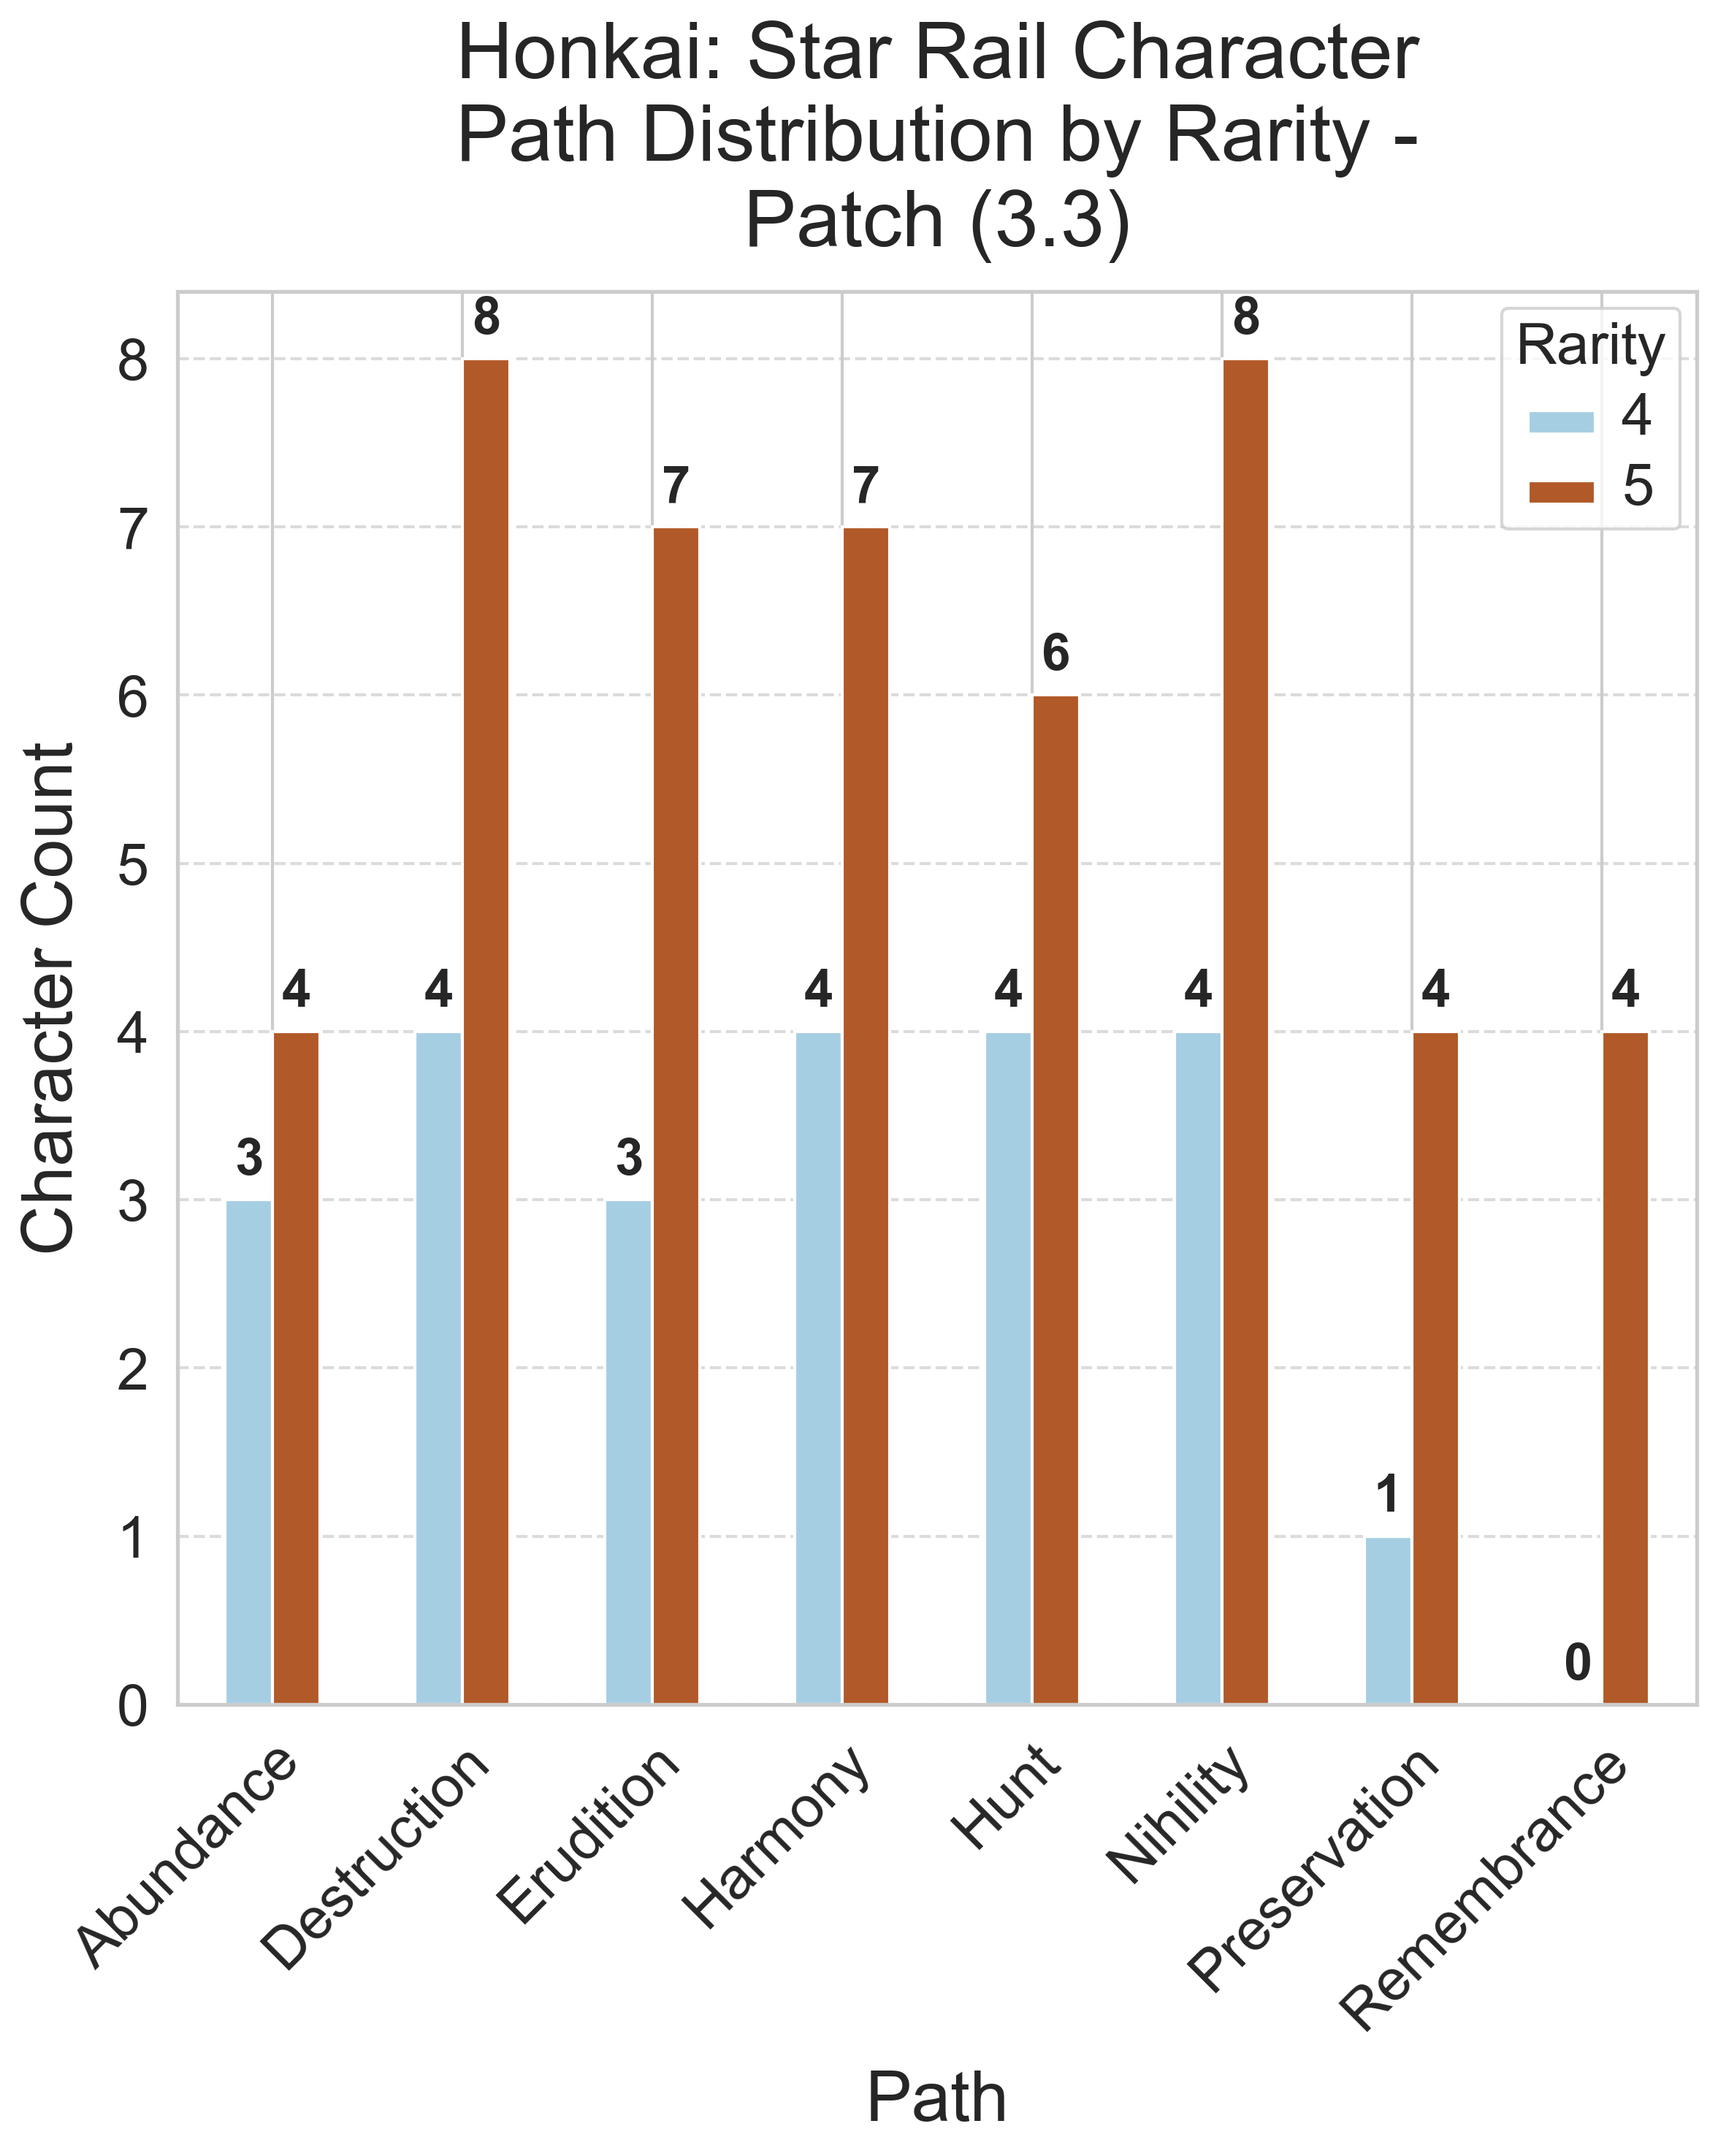 Honkai: Star Rail Character
Path Distribution by Rarity -
Patch (3.3)
Rarity
4
5
Character Count
8
7
6
5
4
3
2
1
0
3
4
4
8
3
7
4
7
4
6
4
8
1
4
0
4
Abundance
Destruction
Erudition
Harmony
Hunt
Nihility
Preservation
Remembrance
Path